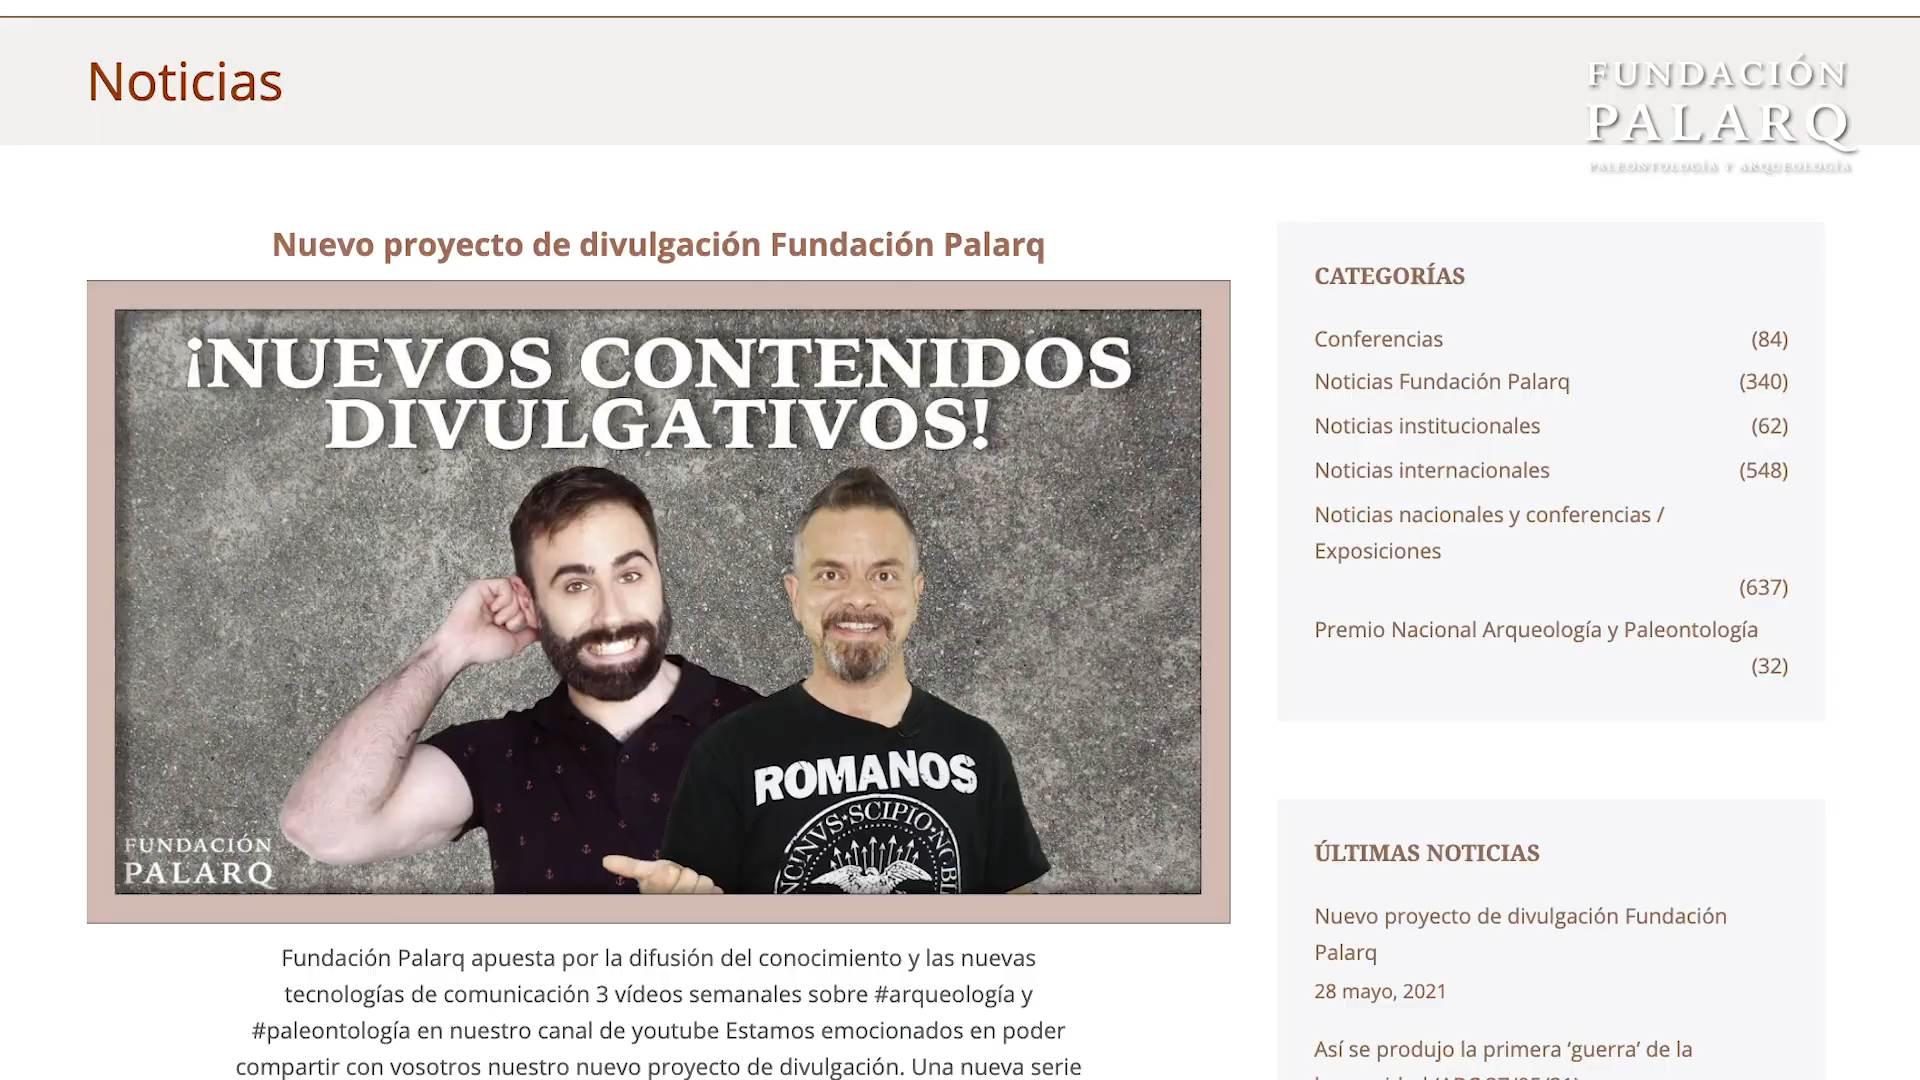 Noticias
FUNDACIÓN
PALARQ
PALEONTOLOGÍA Y ARQUEOLOGÍA
Nuevo proyecto de divulgación Fundación Palarq
¡NUEVOS CONTENIDOS
DIVULGATIVOS!
ROMANOS
SCIPIO
FUNDACIÓN
PALARQ
Fundación Palarq apuesta por la difusión del conocimiento y las nuevas
tecnologías de comunicación 3 vídeos semanales sobre #arqueología y
#paleontología en nuestro canal de youtube Estamos emocionados en poder
compartir con vosotros nuestro nuevo proyecto de divulgación. Una nueva serie
CATEGORÍAS
Conferencias (84)
Noticias Fundación Palarq (340)
Noticias institucionales (62)
Noticias internacionales (548)
Noticias nacionales y conferencias /
Exposiciones
(637)
Premio Nacional Arqueología y Paleontología
(32)
ÚLTIMAS NOTICIAS
Nuevo proyecto de divulgación Fundación
Palarq
28 mayo, 2021
Así se produjo la primera ‘guerra’ de la